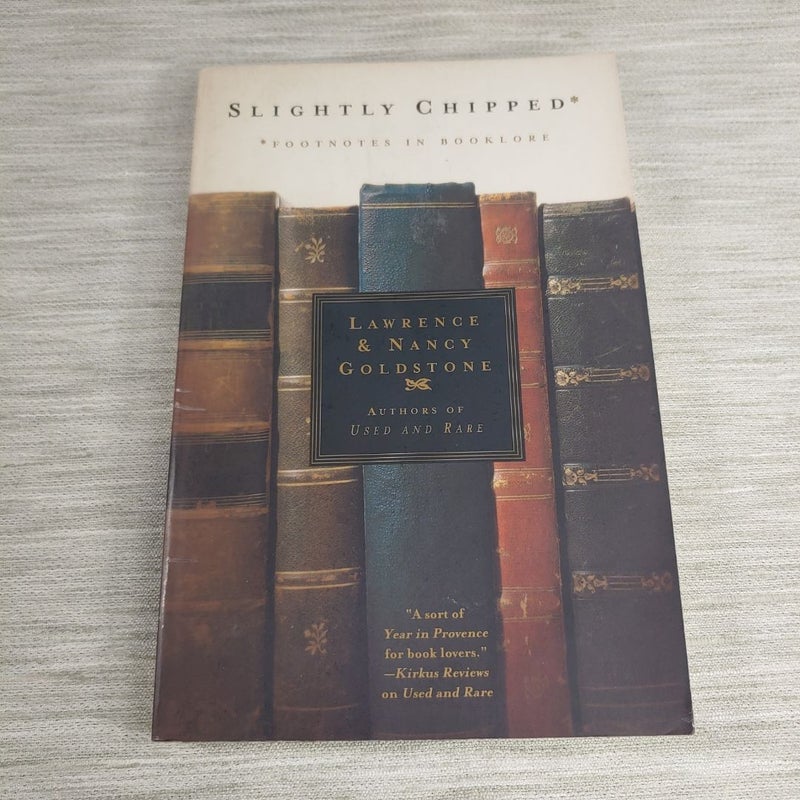 SLIGHTLY CHIPPED*
*FOOTNOTES IN BOOKLORE
LAWRENCE
& NANCY
GOLDSTONE
AUTHORS OF
USED AND RARE
"A sort of
Year in Provence
for book lovers."
—Kirkus Reviews
on Used and Rare